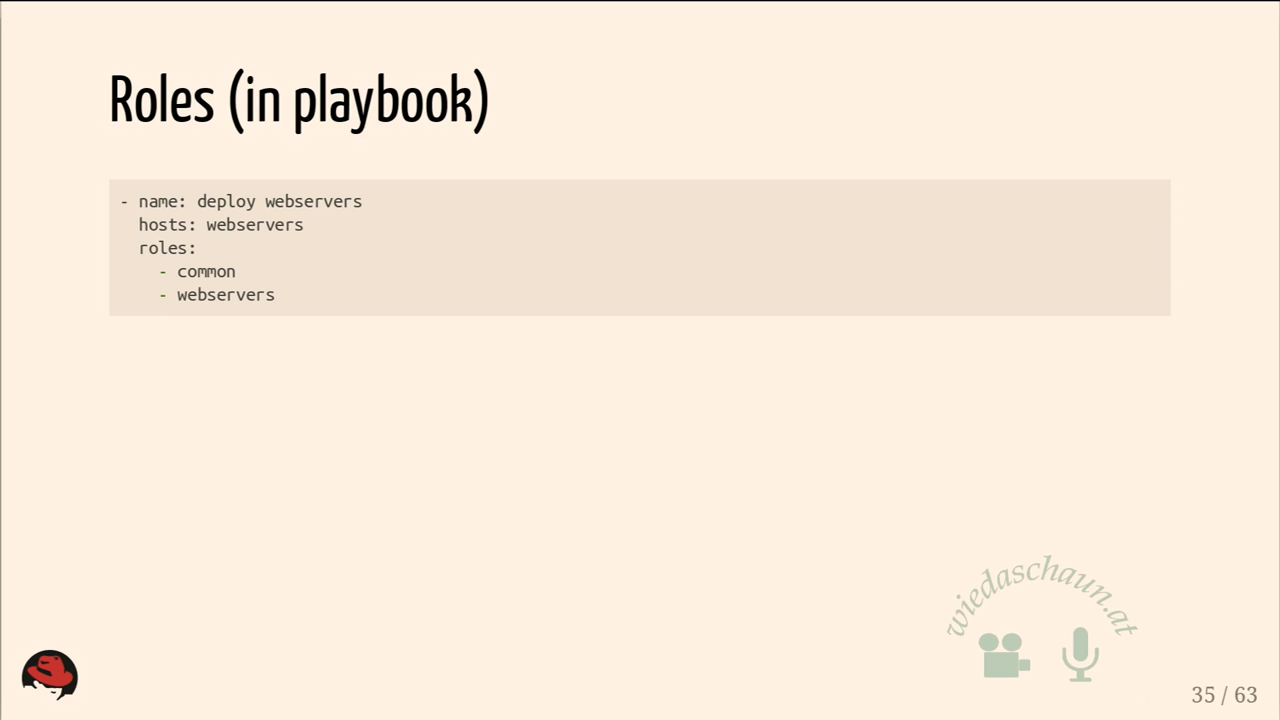 Roles (in playbook)
- name: deploy webservers
  hosts: webservers
  roles:
    - common
    - webservers
wiedaschaun.at
35 / 63